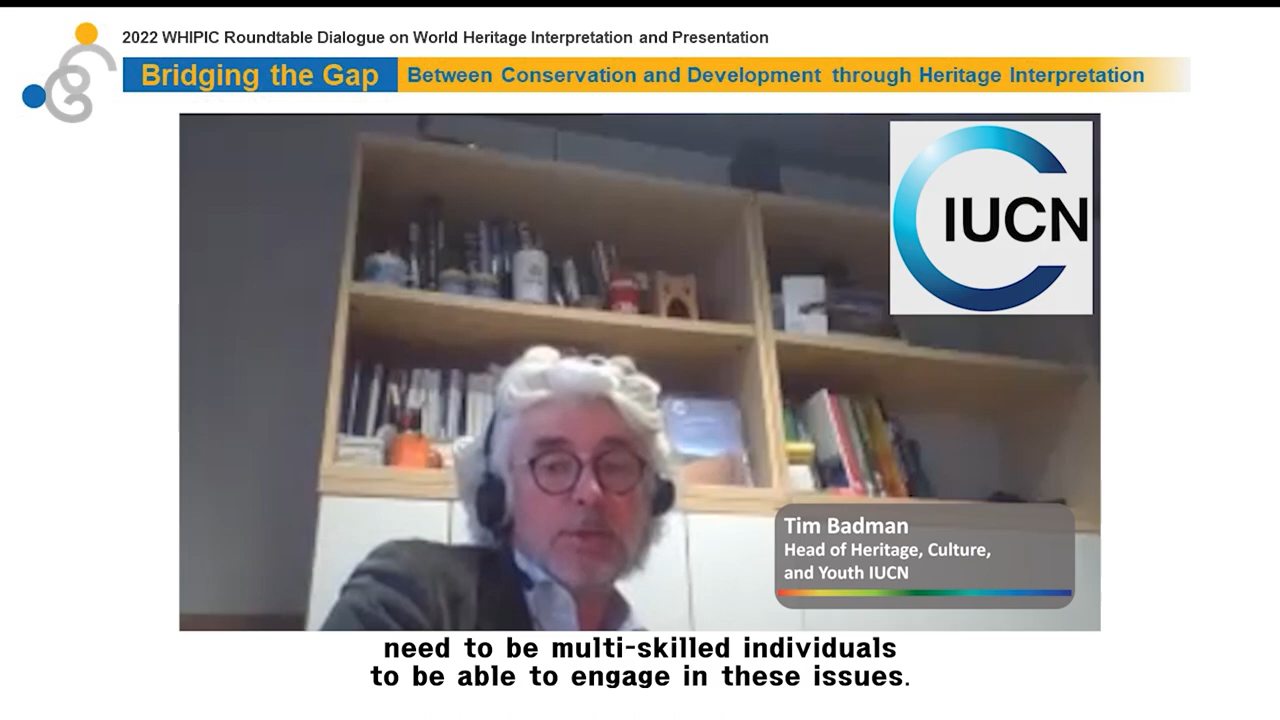 2022 WHIPIC Roundtable Dialogue on World Heritage Interpretation and Presentation
Bridging the Gap Between Conservation and Development through Heritage Interpretation
IUCN
Tim Badman
Head of Heritage, Culture,
and Youth IUCN
need to be multi-skilled individuals
to be able to engage in these issues.